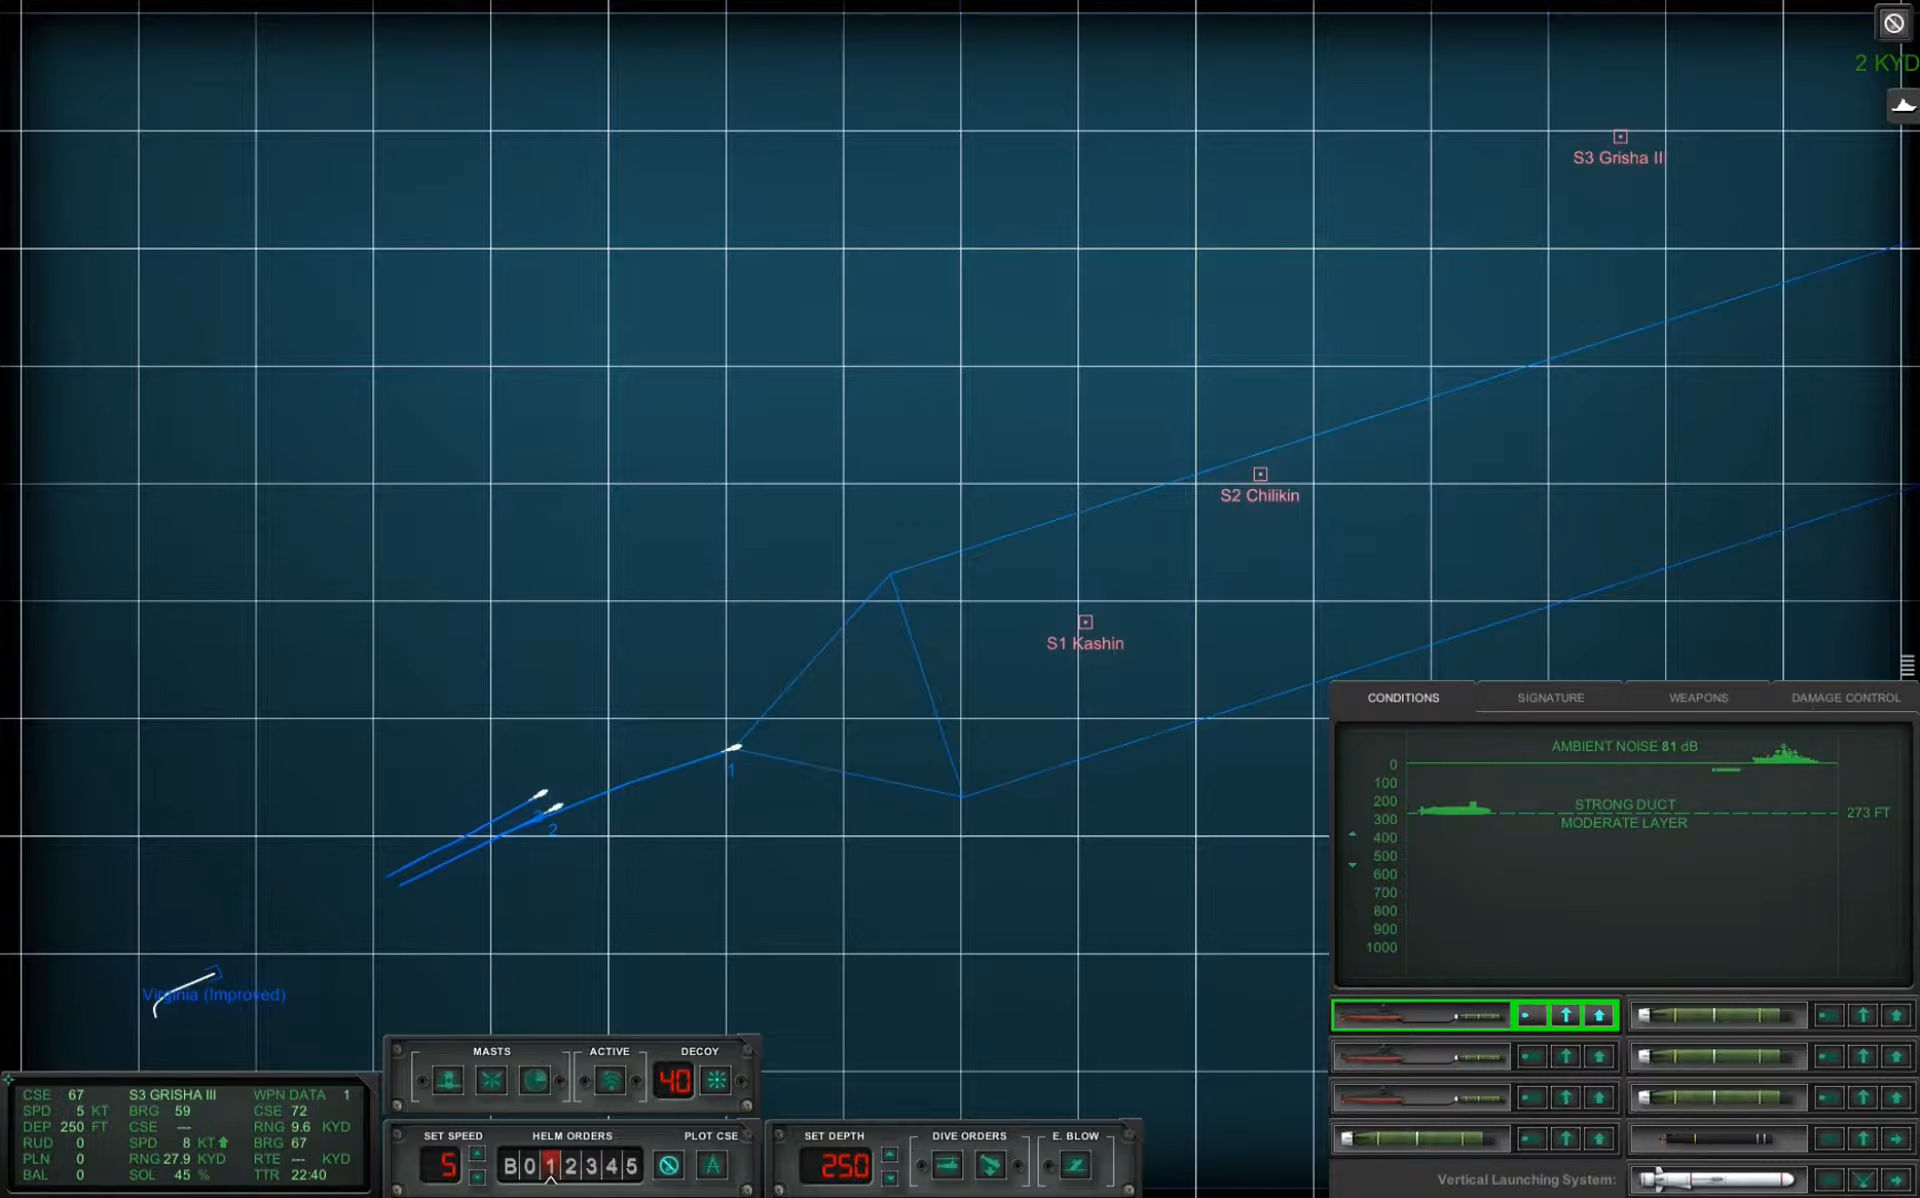 2 KYD
S3 Grisha III
S2 Chilikin
S1 Kashin
1
2
Virginia (Improved)
CONDITIONS SIGNATURE WEAPONS DAMAGE CONTROL
AMBIENT NOISE 81 dB
0
100
200
300
400
500
600
700
800
900
1000
STRONG DUCT
MODERATE LAYER
273 FT
Vertical Launching System:
MASTS ACTIVE DECOY
40
SET SPEED HELM ORDERS PLOT CSE
5 B 0 1 2 3 4 5
SET DEPTH DIVE ORDERS E. BLOW
250
CSE 67 S3 GRISHA III WPN DATA 1
SPD 5 KT BRG 59 CSE 72
DEP 250 FT CSE --- RNG 9.6 KYD
RUD 0 SPD 8 KT BRG 67
PLN 0 RNG 27.9 KYD RTE --- KYD
BAL 0 SOL 45 % TTR 22:40